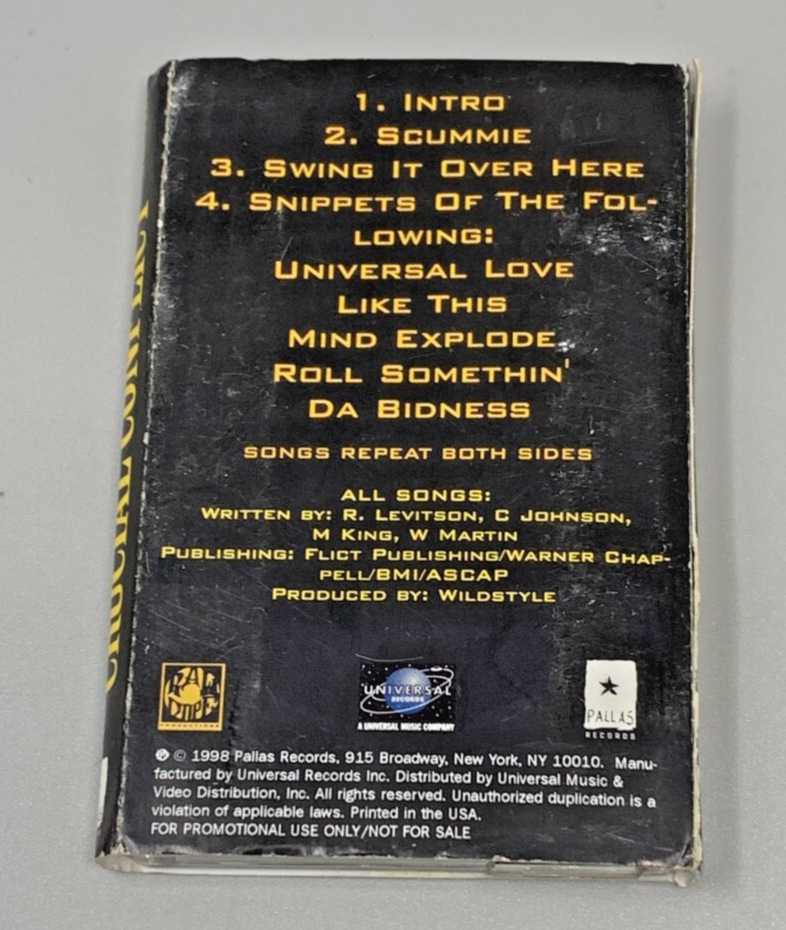 CRUCIAL CONFLICT
1. INTRO
2. SCUMMIE
3. SWING IT OVER HERE
4. SNIPPETS OF THE FOL-
LOWING:
UNIVERSAL LOVE
LIKE THIS
MIND EXPLODE
ROLL SOMETHIN'
DA BIDNESS
SONGS REPEAT BOTH SIDES
ALL SONGS:
WRITTEN BY: R. LEVITSON, C JOHNSON,
M KING, W MARTIN
PUBLISHING: FLICT PUBLISHING/WARNER CHAP-
PELL/BMI/ASCAP
PRODUCED BY: WILDSTYLE
RAW
DOPE
PRODUCTIONS
UNIVERSAL
RECORDS
A UNIVERSAL MUSIC COMPANY
PALLAS
RECORDS
℗ © 1998 Pallas Records, 915 Broadway, New York, NY 10010. Manu-
factured by Universal Records Inc. Distributed by Universal Music &
Video Distribution, Inc. All rights reserved. Unauthorized duplication is a
violation of applicable laws. Printed in the USA.
FOR PROMOTIONAL USE ONLY/NOT FOR SALE